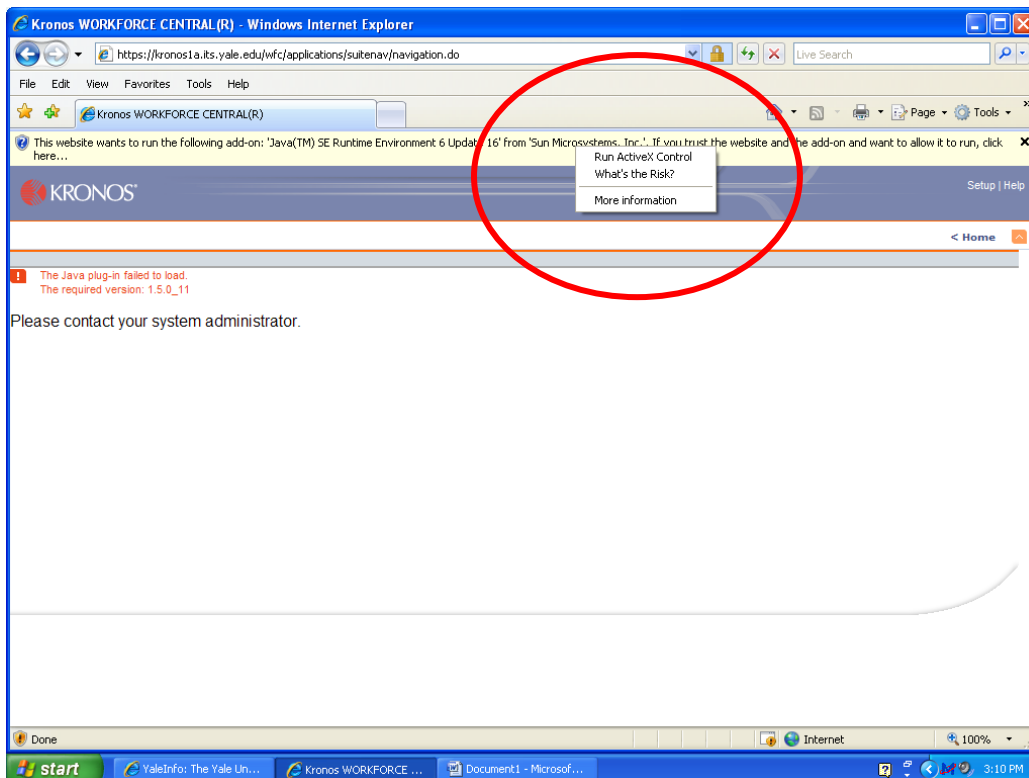 Kronos WORKFORCE CENTRAL(R) - Windows Internet Explorer
https://kronos1a.its.yale.edu/wfc/applications/suitenav/navigation.do
Live Search
File Edit View Favorites Tools Help
Kronos WORKFORCE CENTRAL(R)
Page Tools
This website wants to run the following add-on: 'Java(TM) SE Runtime Environment 6 Update 16' from 'Sun Microsystems, Inc.'. If you trust the website and the add-on and want to allow it to run, click
here...
Run ActiveX Control
What's the Risk?
More information
KRONOS
Setup | Help
< Home
The Java plug-in failed to load.
The required version: 1.5.0_11
Please contact your system administrator.
Done
Internet
100%
start
YaleInfo: The Yale Un...
Kronos WORKFORCE ...
Document1 - Microsof...
3:10 PM